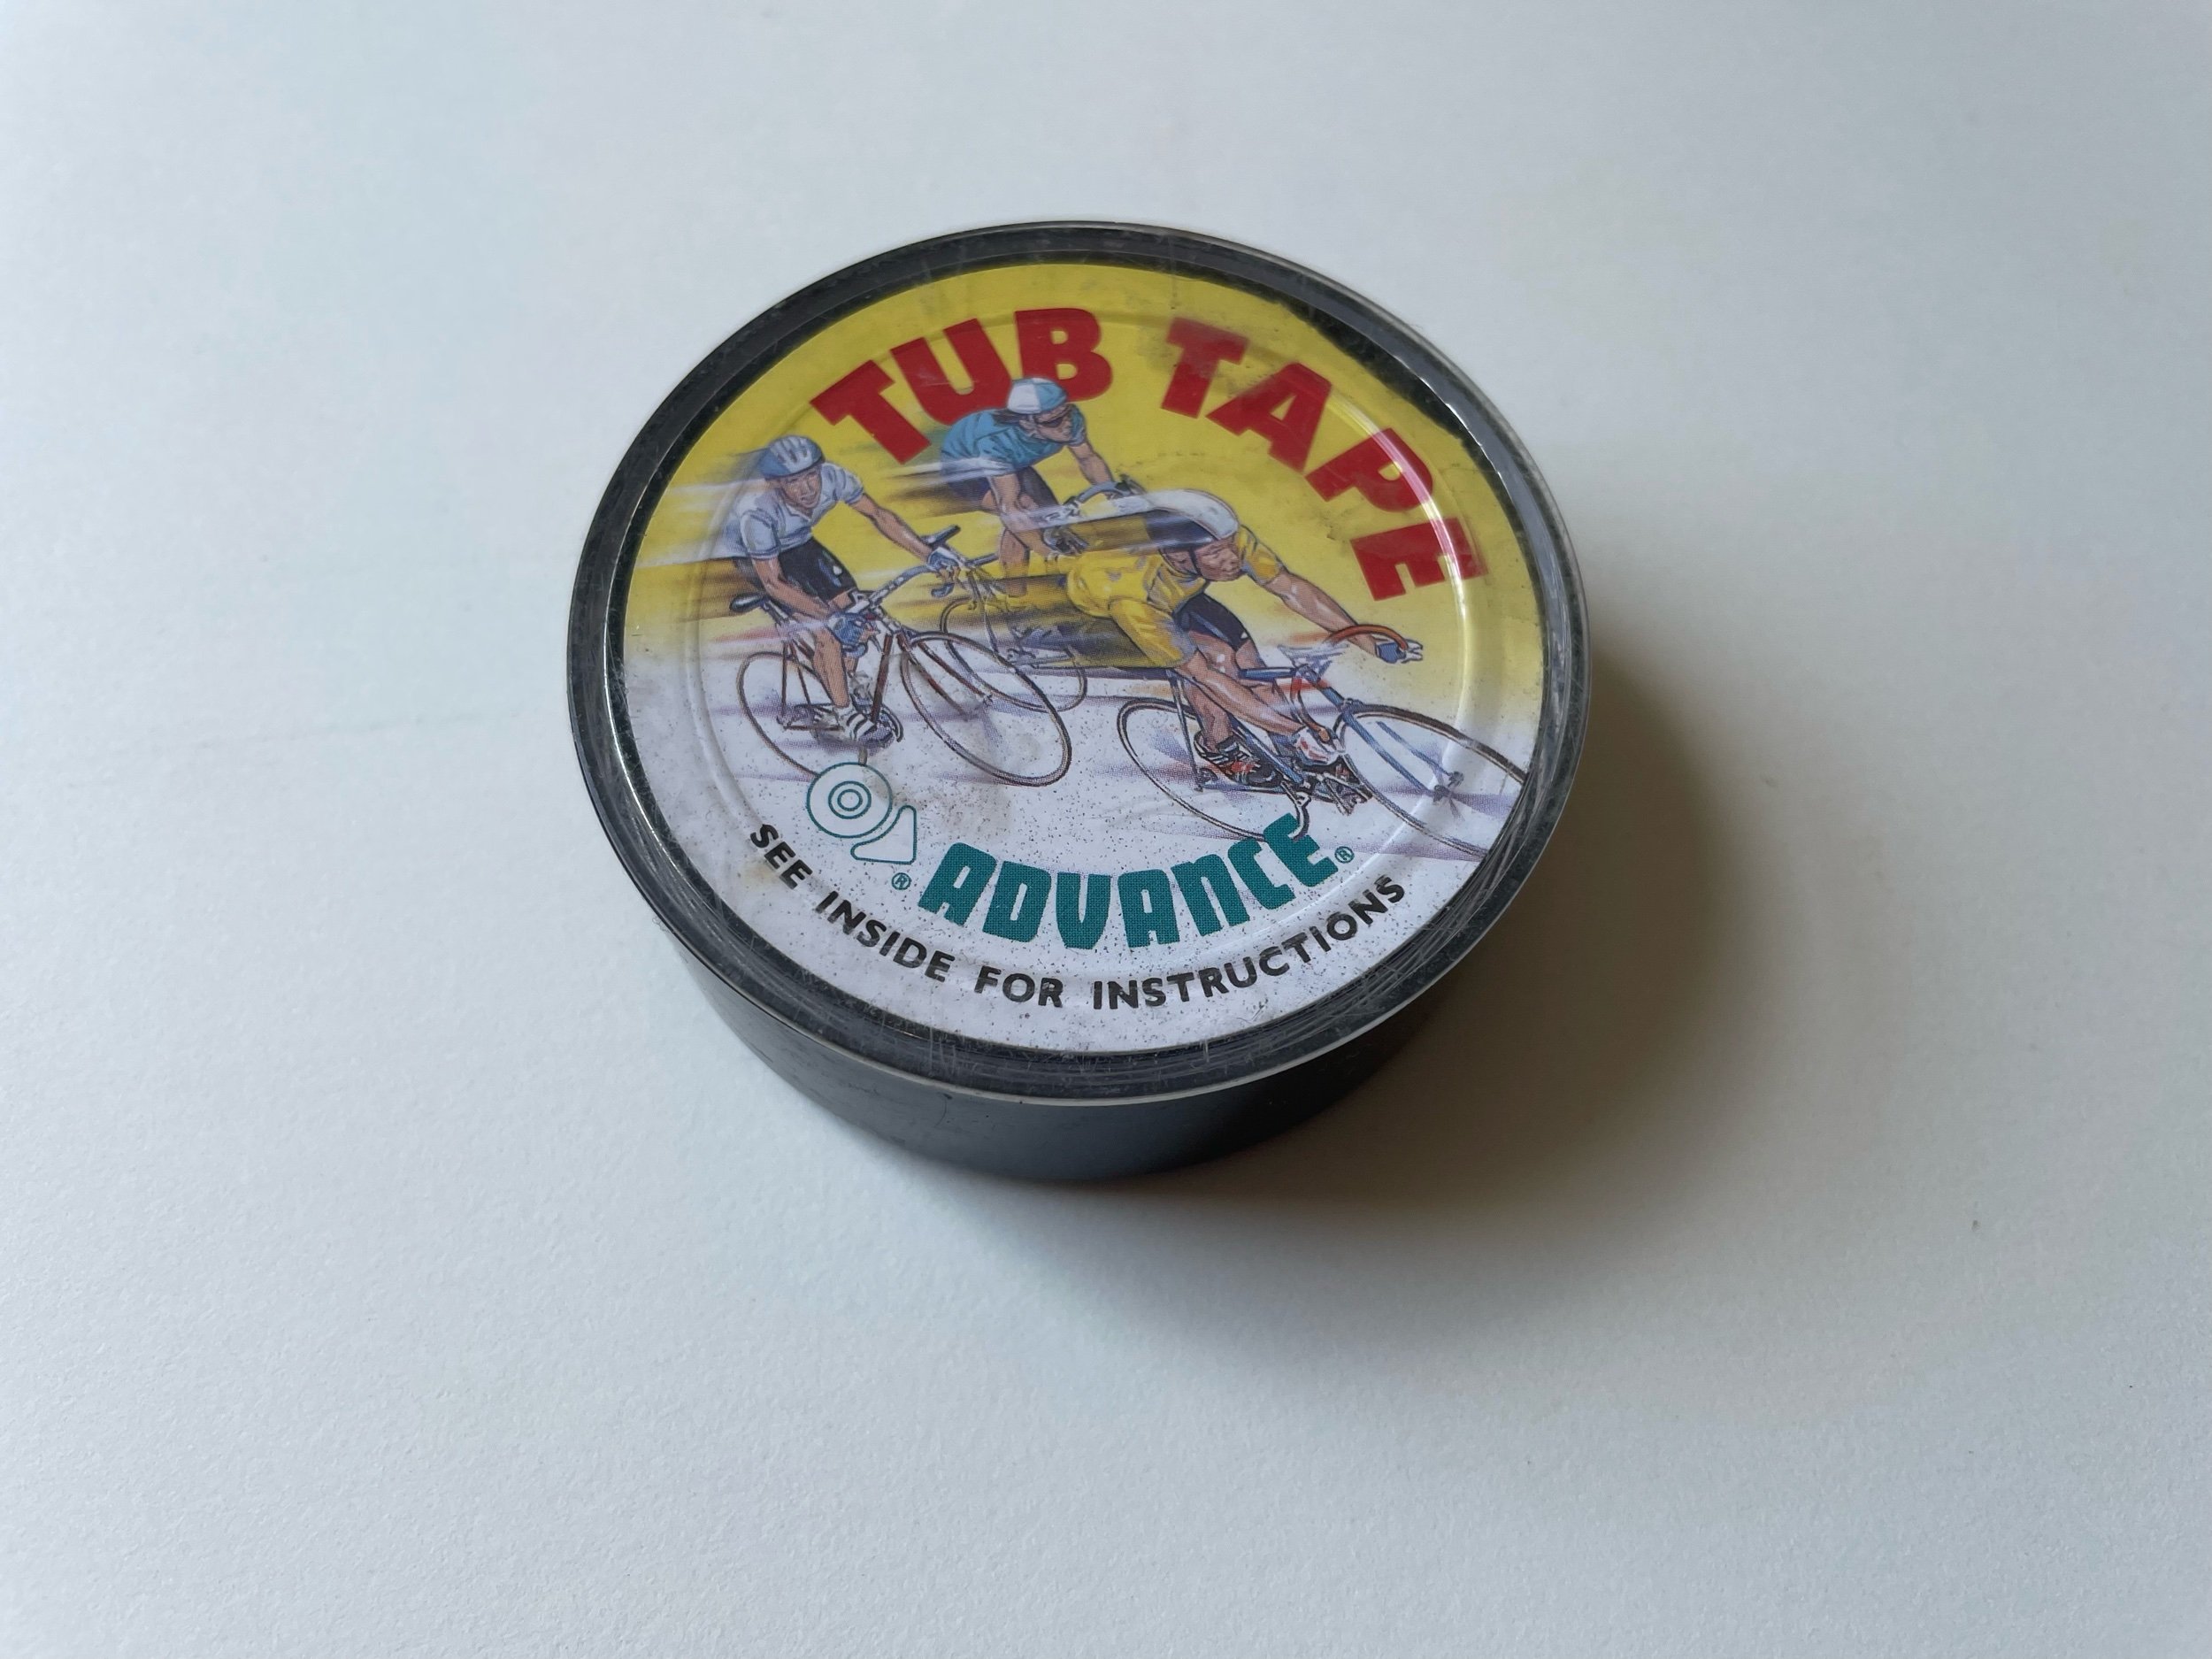 TUB TAPE
® ADVANCE®
SEE INSIDE FOR INSTRUCTIONS